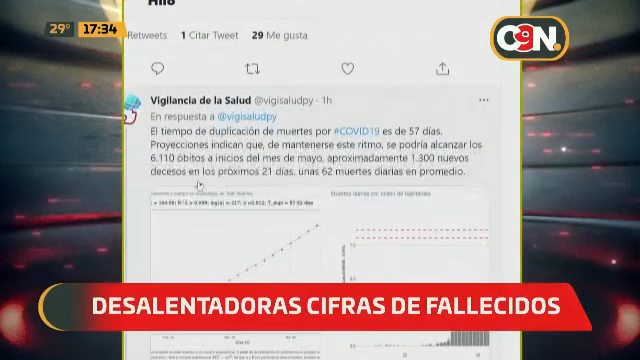 29° 17:34
C9N.
Hilo
Retweets 1 Citar Tweet 29 Me gusta
Vigilancia de la Salud @vigisaludpy · 1h
En respuesta a @vigisaludpy
El tiempo de duplicación de muertes por #COVID19 es de 57 días.
Proyecciones indican que, de mantenerse este ritmo, se podría alcanzar los
6.110 óbitos a inicios del mes de mayo, aproximadamente 1.300 nuevos
decesos en los próximos 21 días, unas 62 muertes diarias en promedio.
DESALENTADORAS CIFRAS DE FALLECIDOS